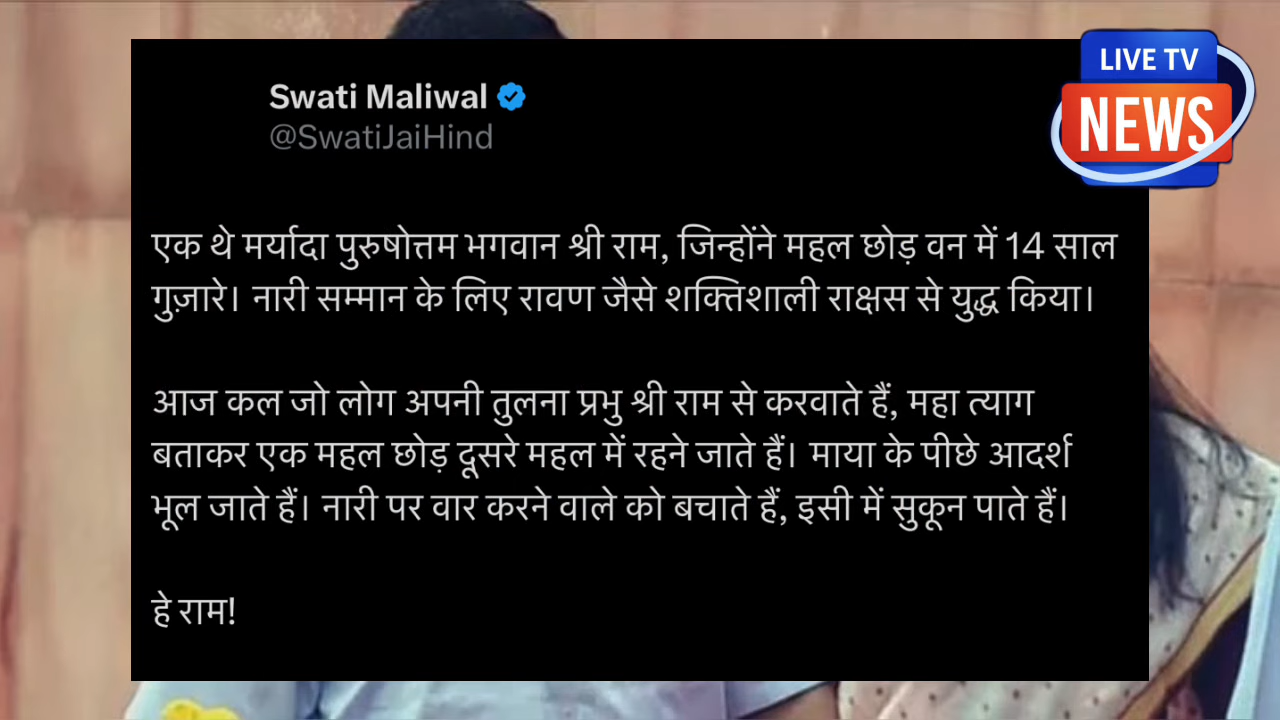 LIVE TV
NEWS
Swati Maliwal
@SwatiJaiHind
एक थे मर्यादा पुरुषोत्तम भगवान श्री राम, जिन्होंने महल छोड़ वन में 14 साल
गुज़ारे। नारी सम्मान के लिए रावण जैसे शक्तिशाली राक्षस से युद्ध किया।
आज कल जो लोग अपनी तुलना प्रभु श्री राम से करवाते हैं, महा त्याग
बताकर एक महल छोड़ दूसरे महल में रहने जाते हैं। माया के पीछे आदर्श
भूल जाते हैं। नारी पर वार करने वाले को बचाते हैं, इसी में सुकून पाते हैं।
हे राम!